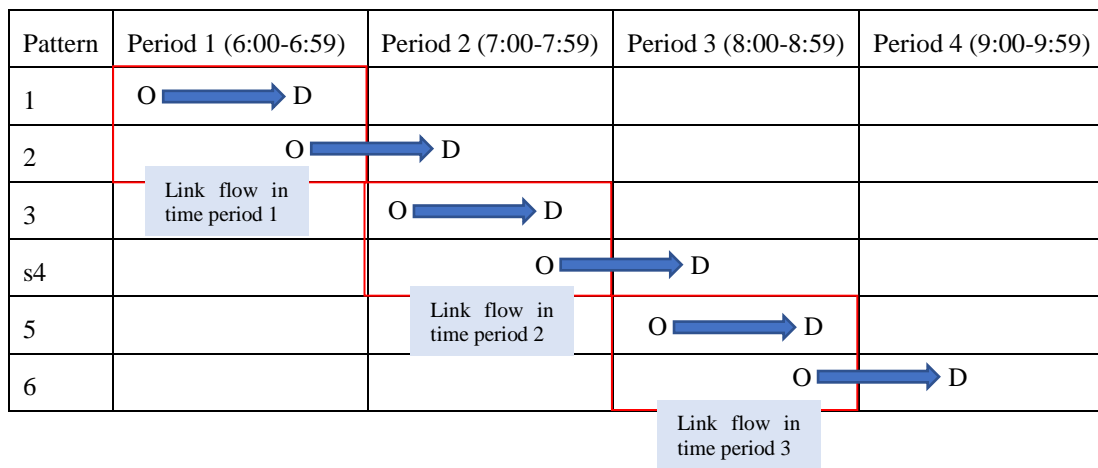 Pattern Period 1 (6:00-6:59) Period 2 (7:00-7:59) Period 3 (8:00-8:59) Period 4 (9:00-9:59)
1 O D
2 O D
Link flow in
time period 1
3 O D
s4 O D
Link flow in
time period 2
5 O D
6 O D
Link flow in
time period 3